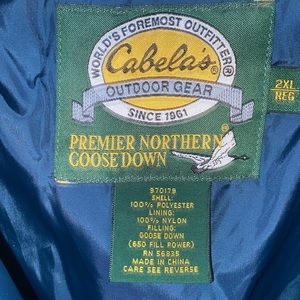 WORLD'S FOREMOST OUTFITTER®
Cabela's®
OUTDOOR GEAR
SINCE 1961
2XL
REG
PREMIER NORTHERN®
GOOSE DOWN
97017B
SHELL:
100% POLYESTER
LINING:
100% NYLON
FILLING:
GOOSE DOWN
(650 FILL POWER)
RN 56835
MADE IN CHINA
CARE SEE REVERSE